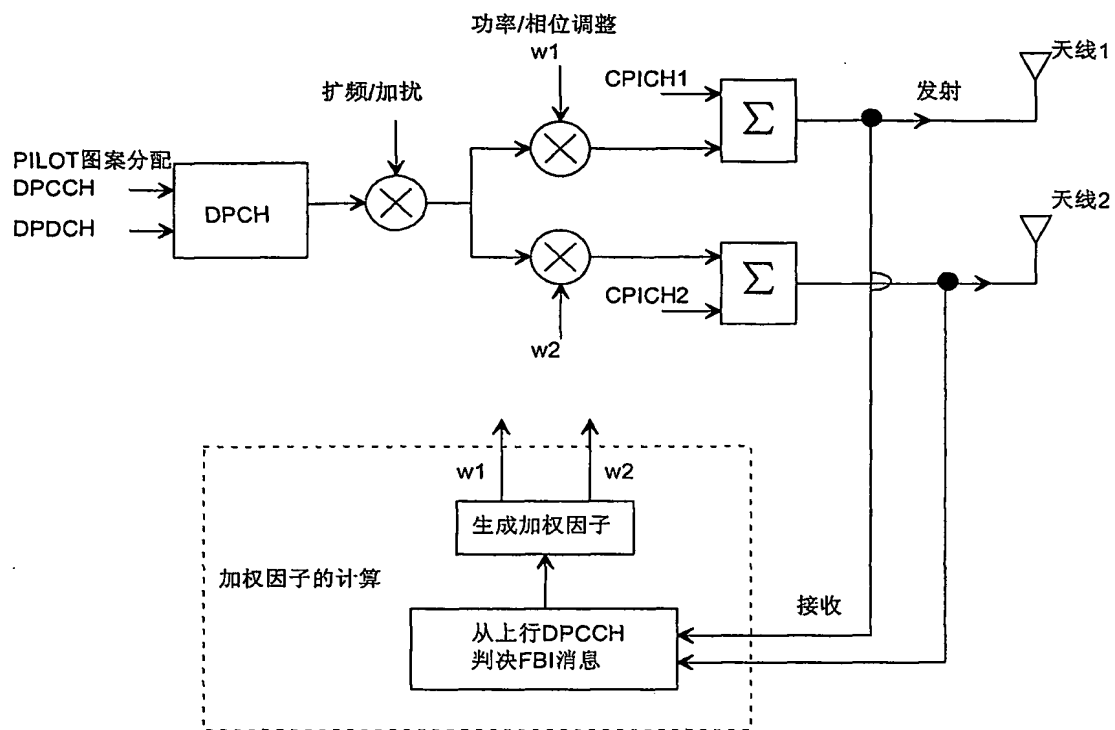 功率/相位调整
w1
天线1
CPICH1
发射
扩频/加扰
Σ
PILOT图案分配
DPCCH
DPCH
DPDCH
天线2
Σ
CPICH2
w2
w1
w2
生成加权因子
加权因子的计算
接收
从上行DPCCH
判决FBI消息